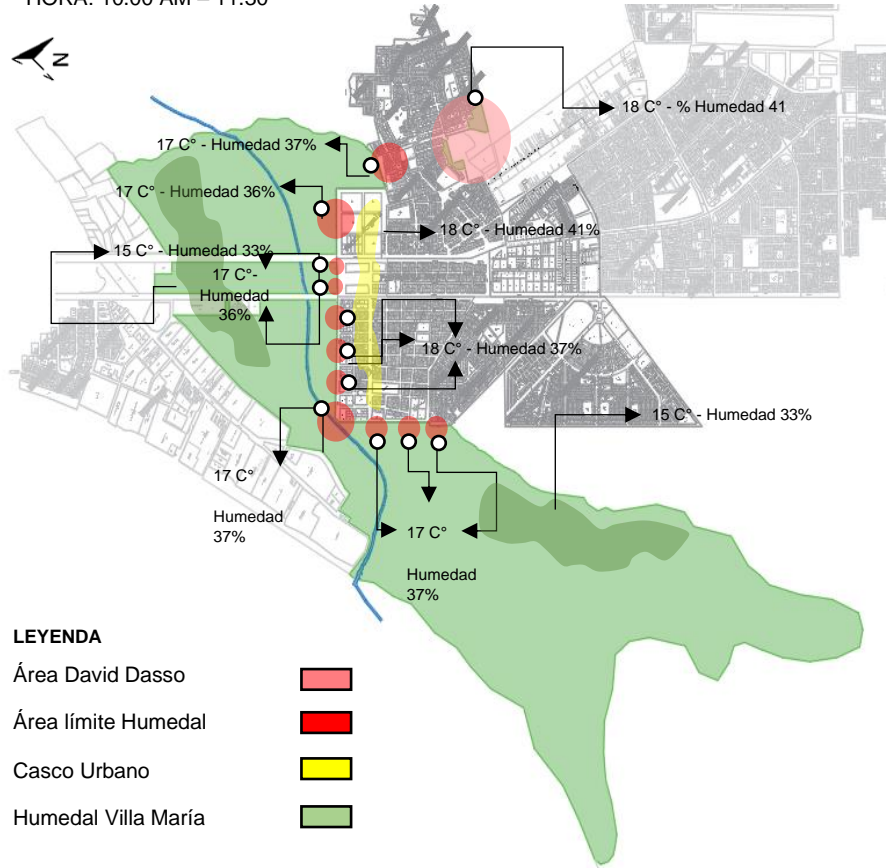 HORA: 10:00 AM – 11:30
N
18 C° - % Humedad 41
17 C° - Humedad 37%
17 C° - Humedad 36%
18 C° - Humedad 41%
15 C° - Humedad 33%
17 C°-
Humedad
36%
18 C° - Humedad 37%
15 C° - Humedad 33%
17 C°
Humedad
37%
17 C°
Humedad
37%
LEYENDA
Área David Dasso
Área límite Humedal
Casco Urbano
Humedal Villa María